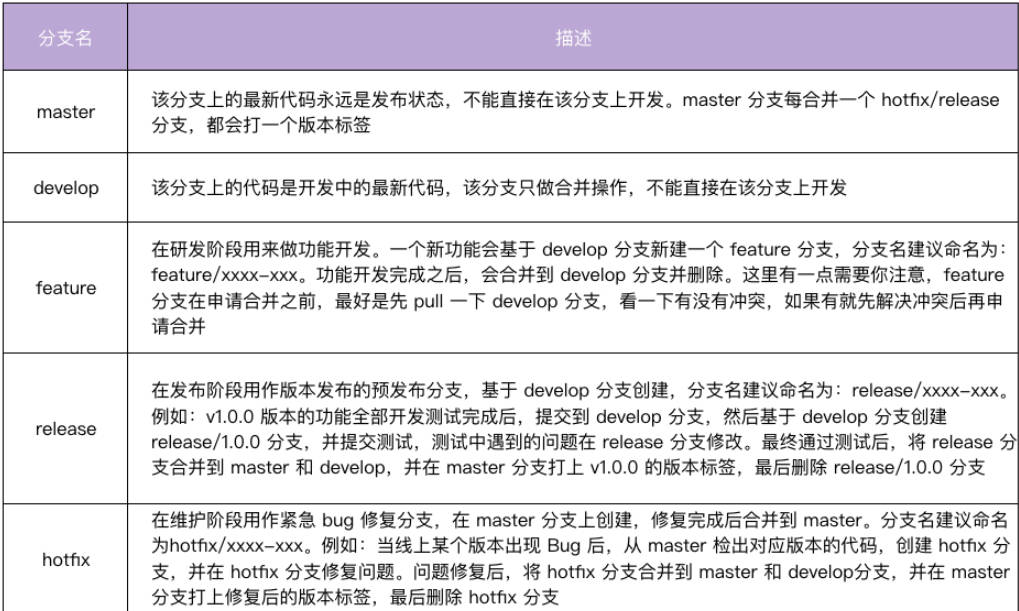 分支名
描述
master
该分支上的最新代码永远是发布状态，不能直接在该分支上开发。master 分支每合并一个 hotfix/release
分支，都会打一个版本标签
develop
该分支上的代码是开发中的最新代码，该分支只做合并操作，不能直接在该分支上开发
feature
在研发阶段用来做功能开发。一个新功能会基于 develop 分支新建一个 feature 分支，分支名建议命名为：
feature/xxxx-xxx。功能开发完成之后，会合并到 develop 分支并删除。这里有一点需要你注意，feature
分支在申请合并之前，最好是先 pull 一下 develop 分支，看一下有没有冲突，如果有就先解决冲突后再申
请合并
release
在发布阶段用作版本发布的预发布分支，基于 develop 分支创建，分支名建议命名为：release/xxxx-xxx。
例如：v1.0.0 版本的功能全部开发测试完成后，提交到 develop 分支，然后基于 develop 分支创建
release/1.0.0 分支，并提交测试，测试中遇到的问题在 release 分支修改。最终通过测试后，将 release 分
支合并到 master 和 develop，并在 master 分支打上 v1.0.0 的版本标签，最后删除 release/1.0.0 分支
hotfix
在维护阶段用作紧急 bug 修复分支，在 master 分支上创建，修复完成后合并到 master。分支名建议命名
为hotfix/xxxx-xxx。例如：当线上某个版本出现 Bug 后，从 master 检出对应版本的代码，创建 hotfix 分
支，并在 hotfix 分支修复问题。问题修复后，将 hotfix 分支合并到 master 和 develop分支，并在 master
分支打上修复后的版本标签，最后删除 hotfix 分支